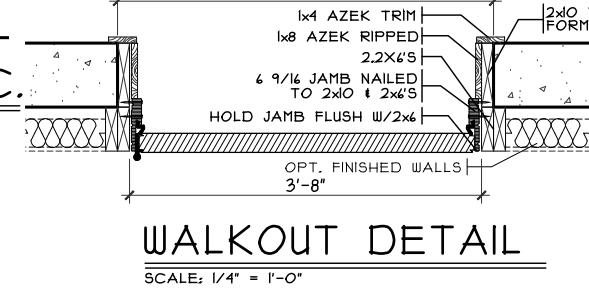 1x4 AZEK TRIM
2x10
1x8 AZEK RIPPED
FORM
2.2X6'S
6 9/16 JAMB NAILED
TO 2x10 & 2x6'S
C.
HOLD JAMB FLUSH W/2x6
OPT. FINISHED WALLS
3'-8"
WALKOUT DETAIL
SCALE: 1/4" = 1'-0"